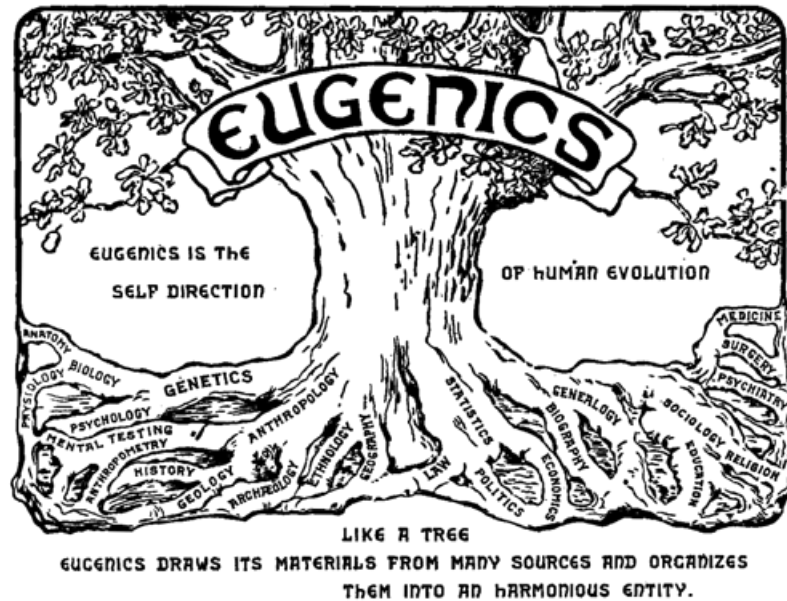 EUGENICS
EUGENICS IS THE
SELF DIRECTION
OF HUMAN EVOLUTION
ANATOMY
BIOLOGY
PHYSIOLOGY
GENETICS
PSYCHOLOGY
MENTAL TESTING
ANTHROPOMETRY
HISTORY
GEOLOGY
ANTHROPOLOGY
ARCHÆOLOGY
ETHNOLOGY
GEOGRAPHY
LAW
STATISTICS
POLITICS
ECONOMICS
BIOGRAPHY
GENEALOGY
EDUCATION
SOCIOLOGY
RELIGION
PSYCHIATRY
SURGERY
MEDICINE
LIKE A TREE
EUGENICS DRAWS ITS MATERIALS FROM MANY SOURCES AND ORGANIZES
THEM INTO AN HARMONIOUS ENTITY.